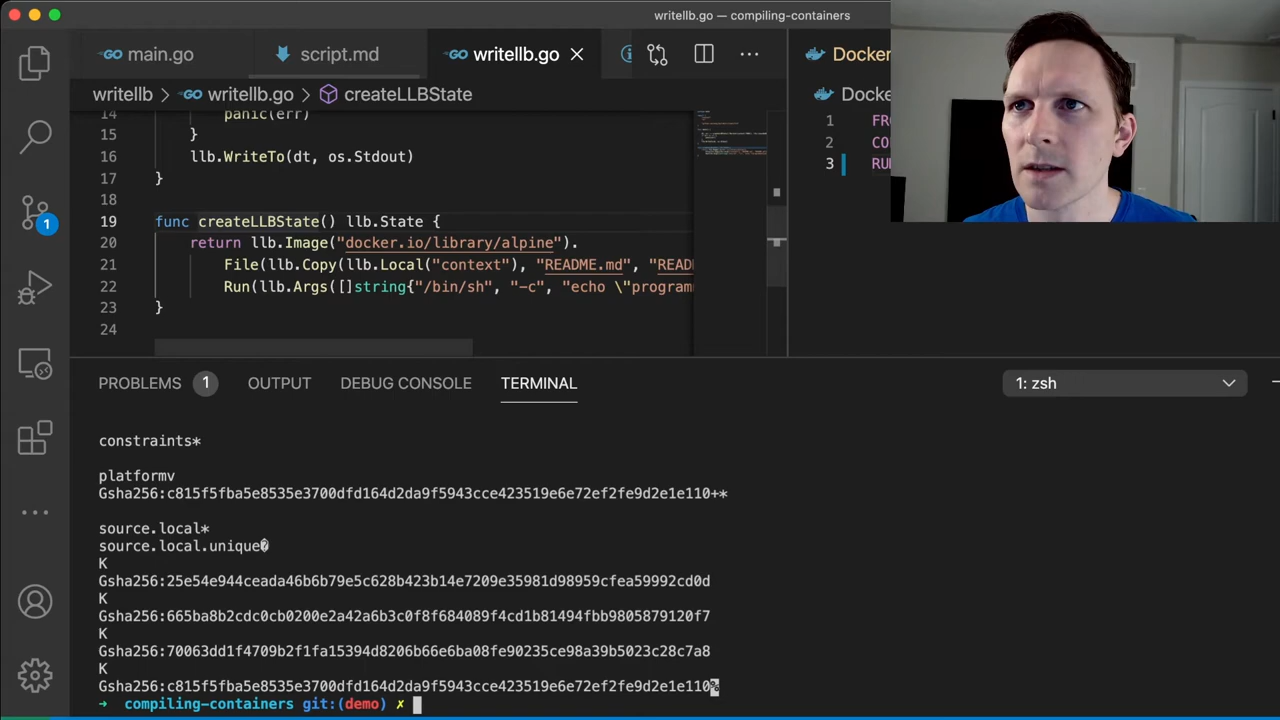 writellb.go — compiling-containers
main.go
script.md
writellb.go
Docker
writellb > writellb.go > createLLBState
14 panic(err)
15 }
16 llb.WriteTo(dt, os.Stdout)
17 }
18
19 func createLLBState() llb.State {
20 return llb.Image("docker.io/library/alpine").
21 File(llb.Copy(llb.Local("context"), "README.md", "READ
22 Run(llb.Args([]string{"/bin/sh", "-c", "echo \"program
23 }
24
Dock
1 FR
2 CO
3 RU
1
PROBLEMS 1 OUTPUT DEBUG CONSOLE TERMINAL
1: zsh
constraints*
platformv
Gsha256:c815f5fba5e8535e3700dfd164d2da9f5943cce423519e6e72ef2fe9d2e1e110+*
source.local*
source.local.unique�
K
Gsha256:25e54e944ceada46b6b79e5c628b423b14e7209e35981d98959cfea59992cd0d
K
Gsha256:665ba8b2cdc0cb0200e2a42a6b3c0f8f684089f4cd1b81494fbb9805879120f7
K
Gsha256:70063dd1f4709b2f1fa15394d8206b66e6ba08fe90235ce98a39b5023c28c7a8
K
Gsha256:c815f5fba5e8535e3700dfd164d2da9f5943cce423519e6e72ef2fe9d2e1e110%
➜ compiling-containers git:(demo) ✗